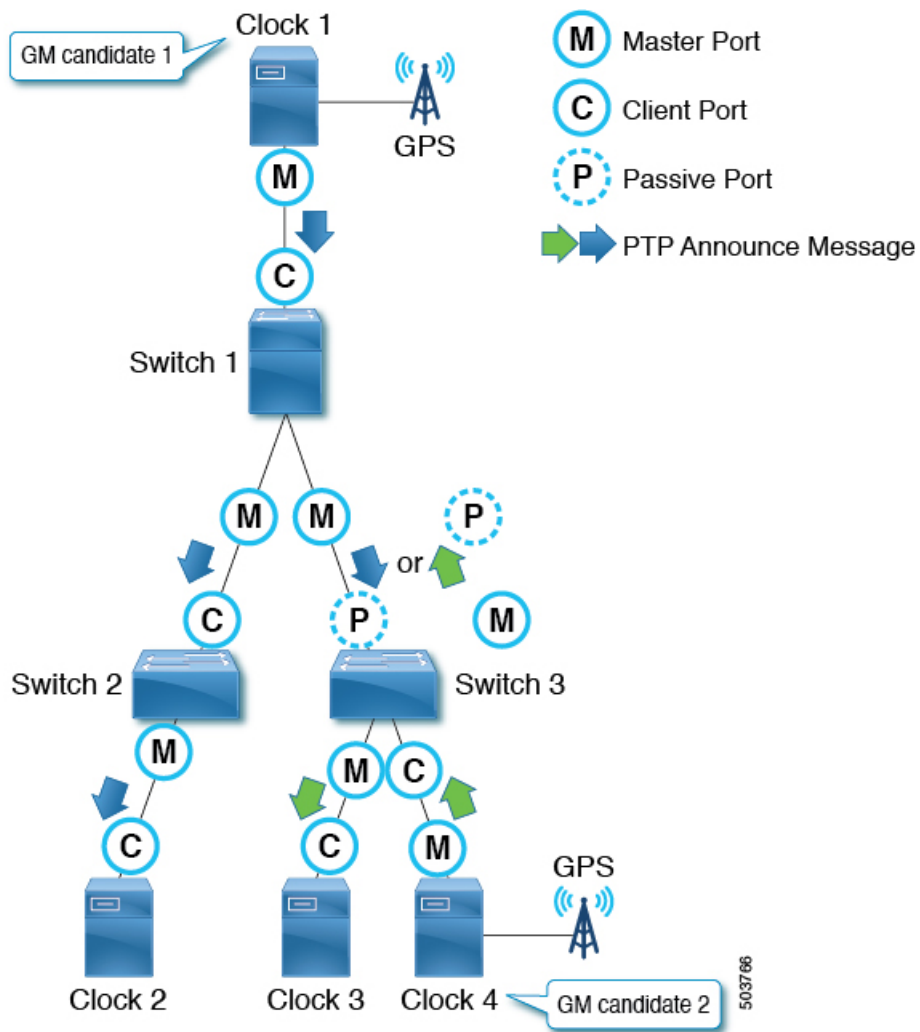 Clock 1
GM candidate 1
GPS
M
Master Port
C
Client Port
P
Passive Port
PTP Announce Message
M
C
Switch 1
M
M
P
or
C
P
M
Switch 2
Switch 3
M
M
C
C
C
M
GPS
Clock 2
Clock 3
Clock 4
GM candidate 2
503766